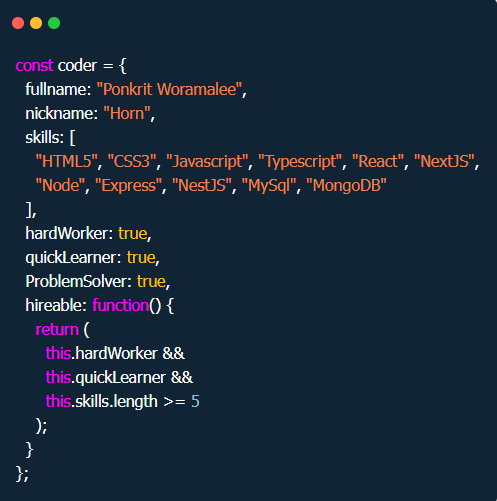 const coder = {
fullname: "Ponkrit Woramalee",
nickname: "Horn",
skills: [
"HTML5", "CSS3", "Javascript", "Typescript", "React", "NextJS",
"Node", "Express", "NestJS", "MySql", "MongoDB"
],
hardWorker: true,
quickLearner: true,
ProblemSolver: true,
hireable: function() {
return (
this.hardWorker &&
this.quickLearner &&
this.skills.length >= 5
);
}
};